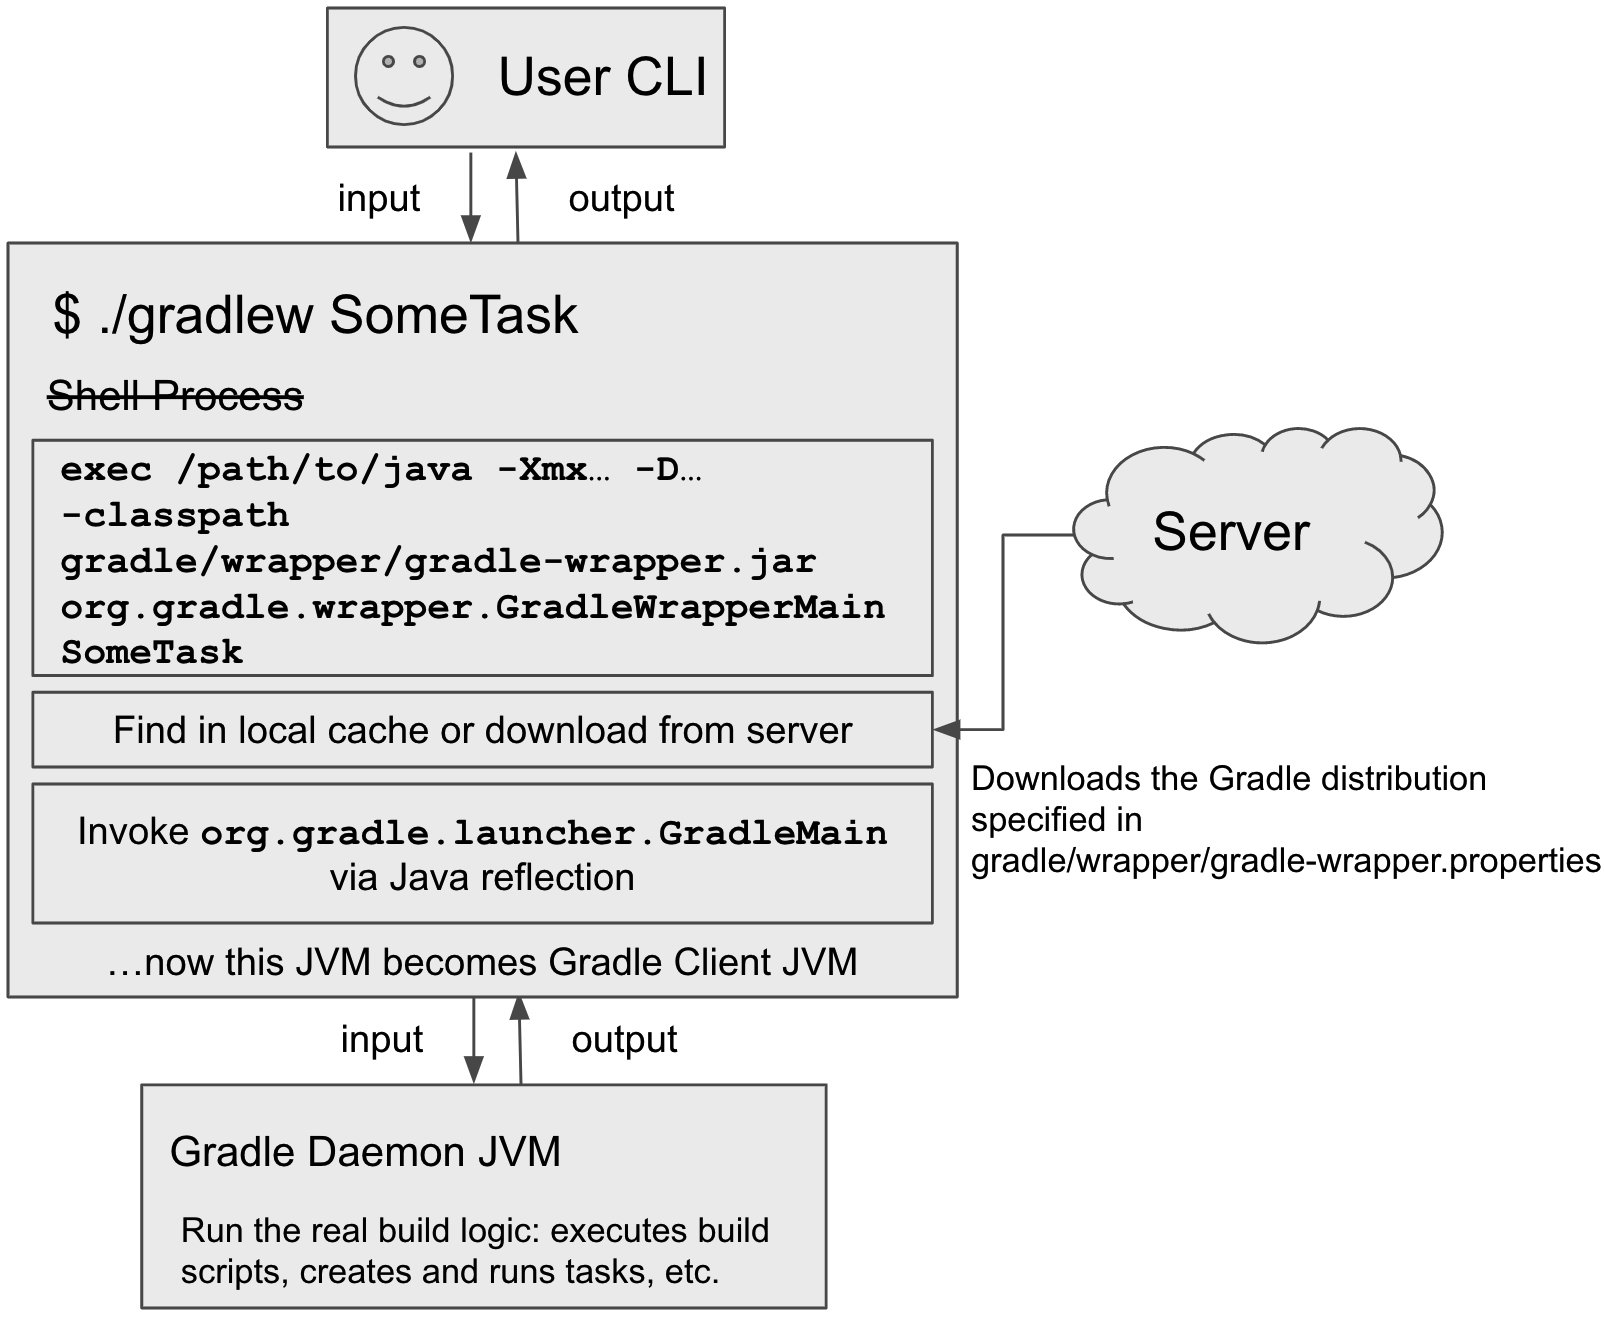 User CLI
input
output
$ ./gradlew SomeTask
Shell Process
exec /path/to/java -Xmx… -D…
-classpath
gradle/wrapper/gradle-wrapper.jar
org.gradle.wrapper.GradleWrapperMain
SomeTask
Server
Find in local cache or download from server
Downloads the Gradle distribution
specified in
gradle/wrapper/gradle-wrapper.properties
Invoke org.gradle.launcher.GradleMain
via Java reflection
…now this JVM becomes Gradle Client JVM
input
output
Gradle Daemon JVM
Run the real build logic: executes build
scripts, creates and runs tasks, etc.